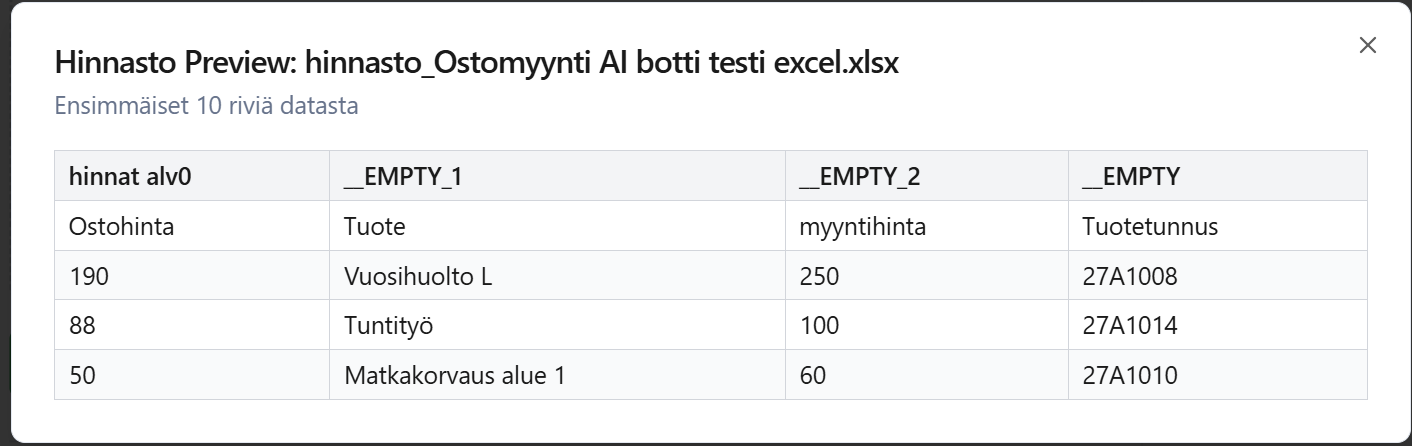 Hinnasto Preview: hinnasto_Ostomyynti AI botti testi excel.xlsx
Ensimmäiset 10 riviä datasta
hinnat alv0 __EMPTY_1 __EMPTY_2 __EMPTY
Ostohinta Tuote myyntihinta Tuotetunnus
190 Vuosihuolto L 250 27A1008
88 Tuntityö 100 27A1014
50 Matkakorvaus alue 1 60 27A1010